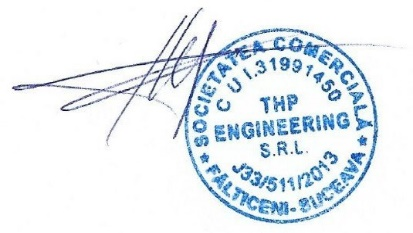 SOCIETATEA COMERCIALĂ
C U I.31991450
THP
ENGINEERING
S.R.L.
J33/511/2013
* FĂLTICENI - SUCEAVA *